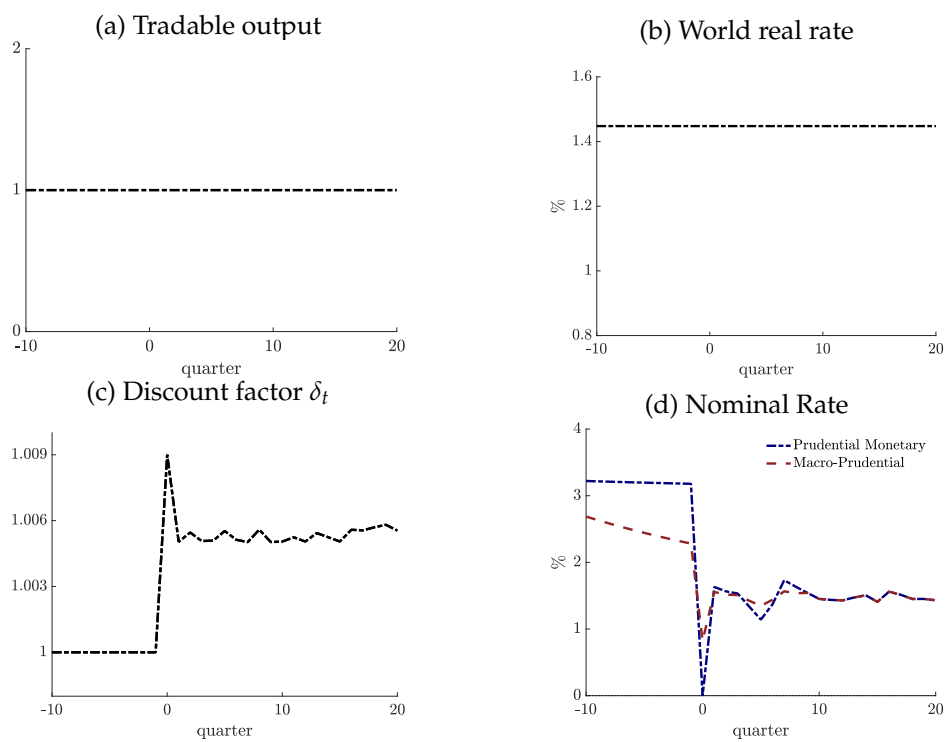 (a) Tradable output
2
1
0
-10 0 10 20
quarter
(b) World real rate
1.6
1.4
1.2
1
0.8
%
-10 0 10 20
quarter
(c) Discount factor δt
1.009
1.006
1.003
1
-10 0 10 20
quarter
(d) Nominal Rate
4
3
2
1
0
%
Prudential Monetary
Macro-Prudential
-10 0 10 20
quarter